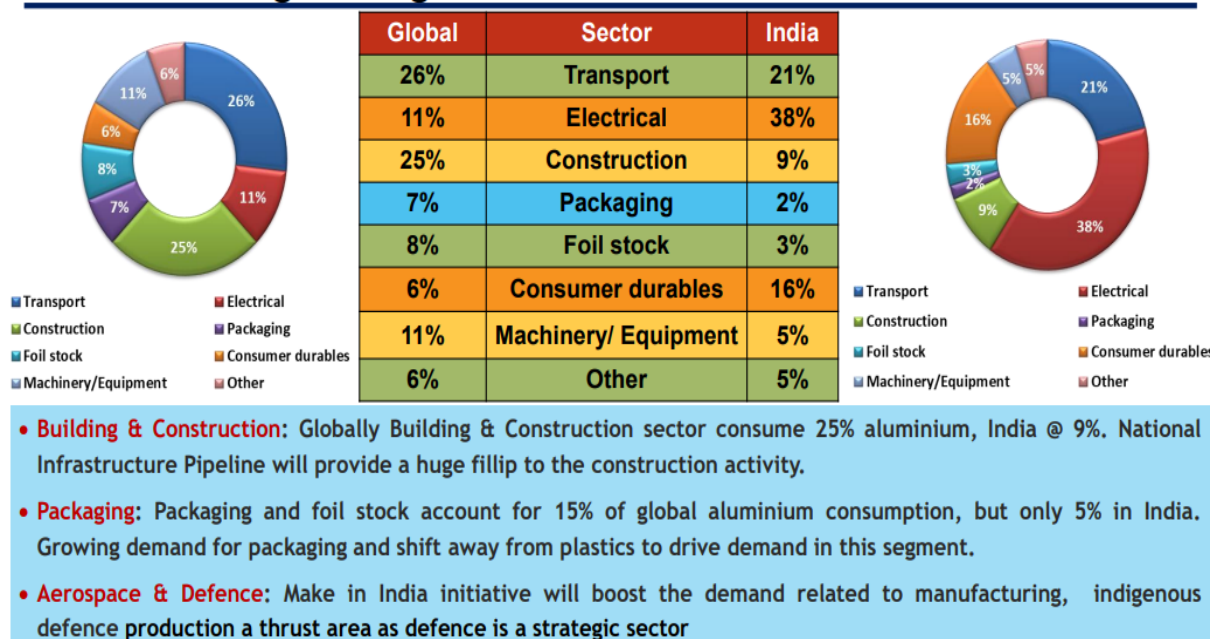 26%
11%
25%
7%
8%
6%
11%
6%
Transport
Electrical
Construction
Packaging
Foil stock
Consumer durables
Machinery/Equipment
Other
Global Sector India
26% Transport 21%
11% Electrical 38%
25% Construction 9%
7% Packaging 2%
8% Foil stock 3%
6% Consumer durables 16%
11% Machinery/ Equipment 5%
6% Other 5%
21%
38%
9%
2%
3%
16%
5%
5%
Transport
Electrical
Construction
Packaging
Foil stock
Consumer durables
Machinery/Equipment
Other
• Building & Construction: Globally Building & Construction sector consume 25% aluminium, India @ 9%. National
Infrastructure Pipeline will provide a huge fillip to the construction activity.
• Packaging: Packaging and foil stock account for 15% of global aluminium consumption, but only 5% in India.
Growing demand for packaging and shift away from plastics to drive demand in this segment.
• Aerospace & Defence: Make in India initiative will boost the demand related to manufacturing, indigenous
defence production a thrust area as defence is a strategic sector